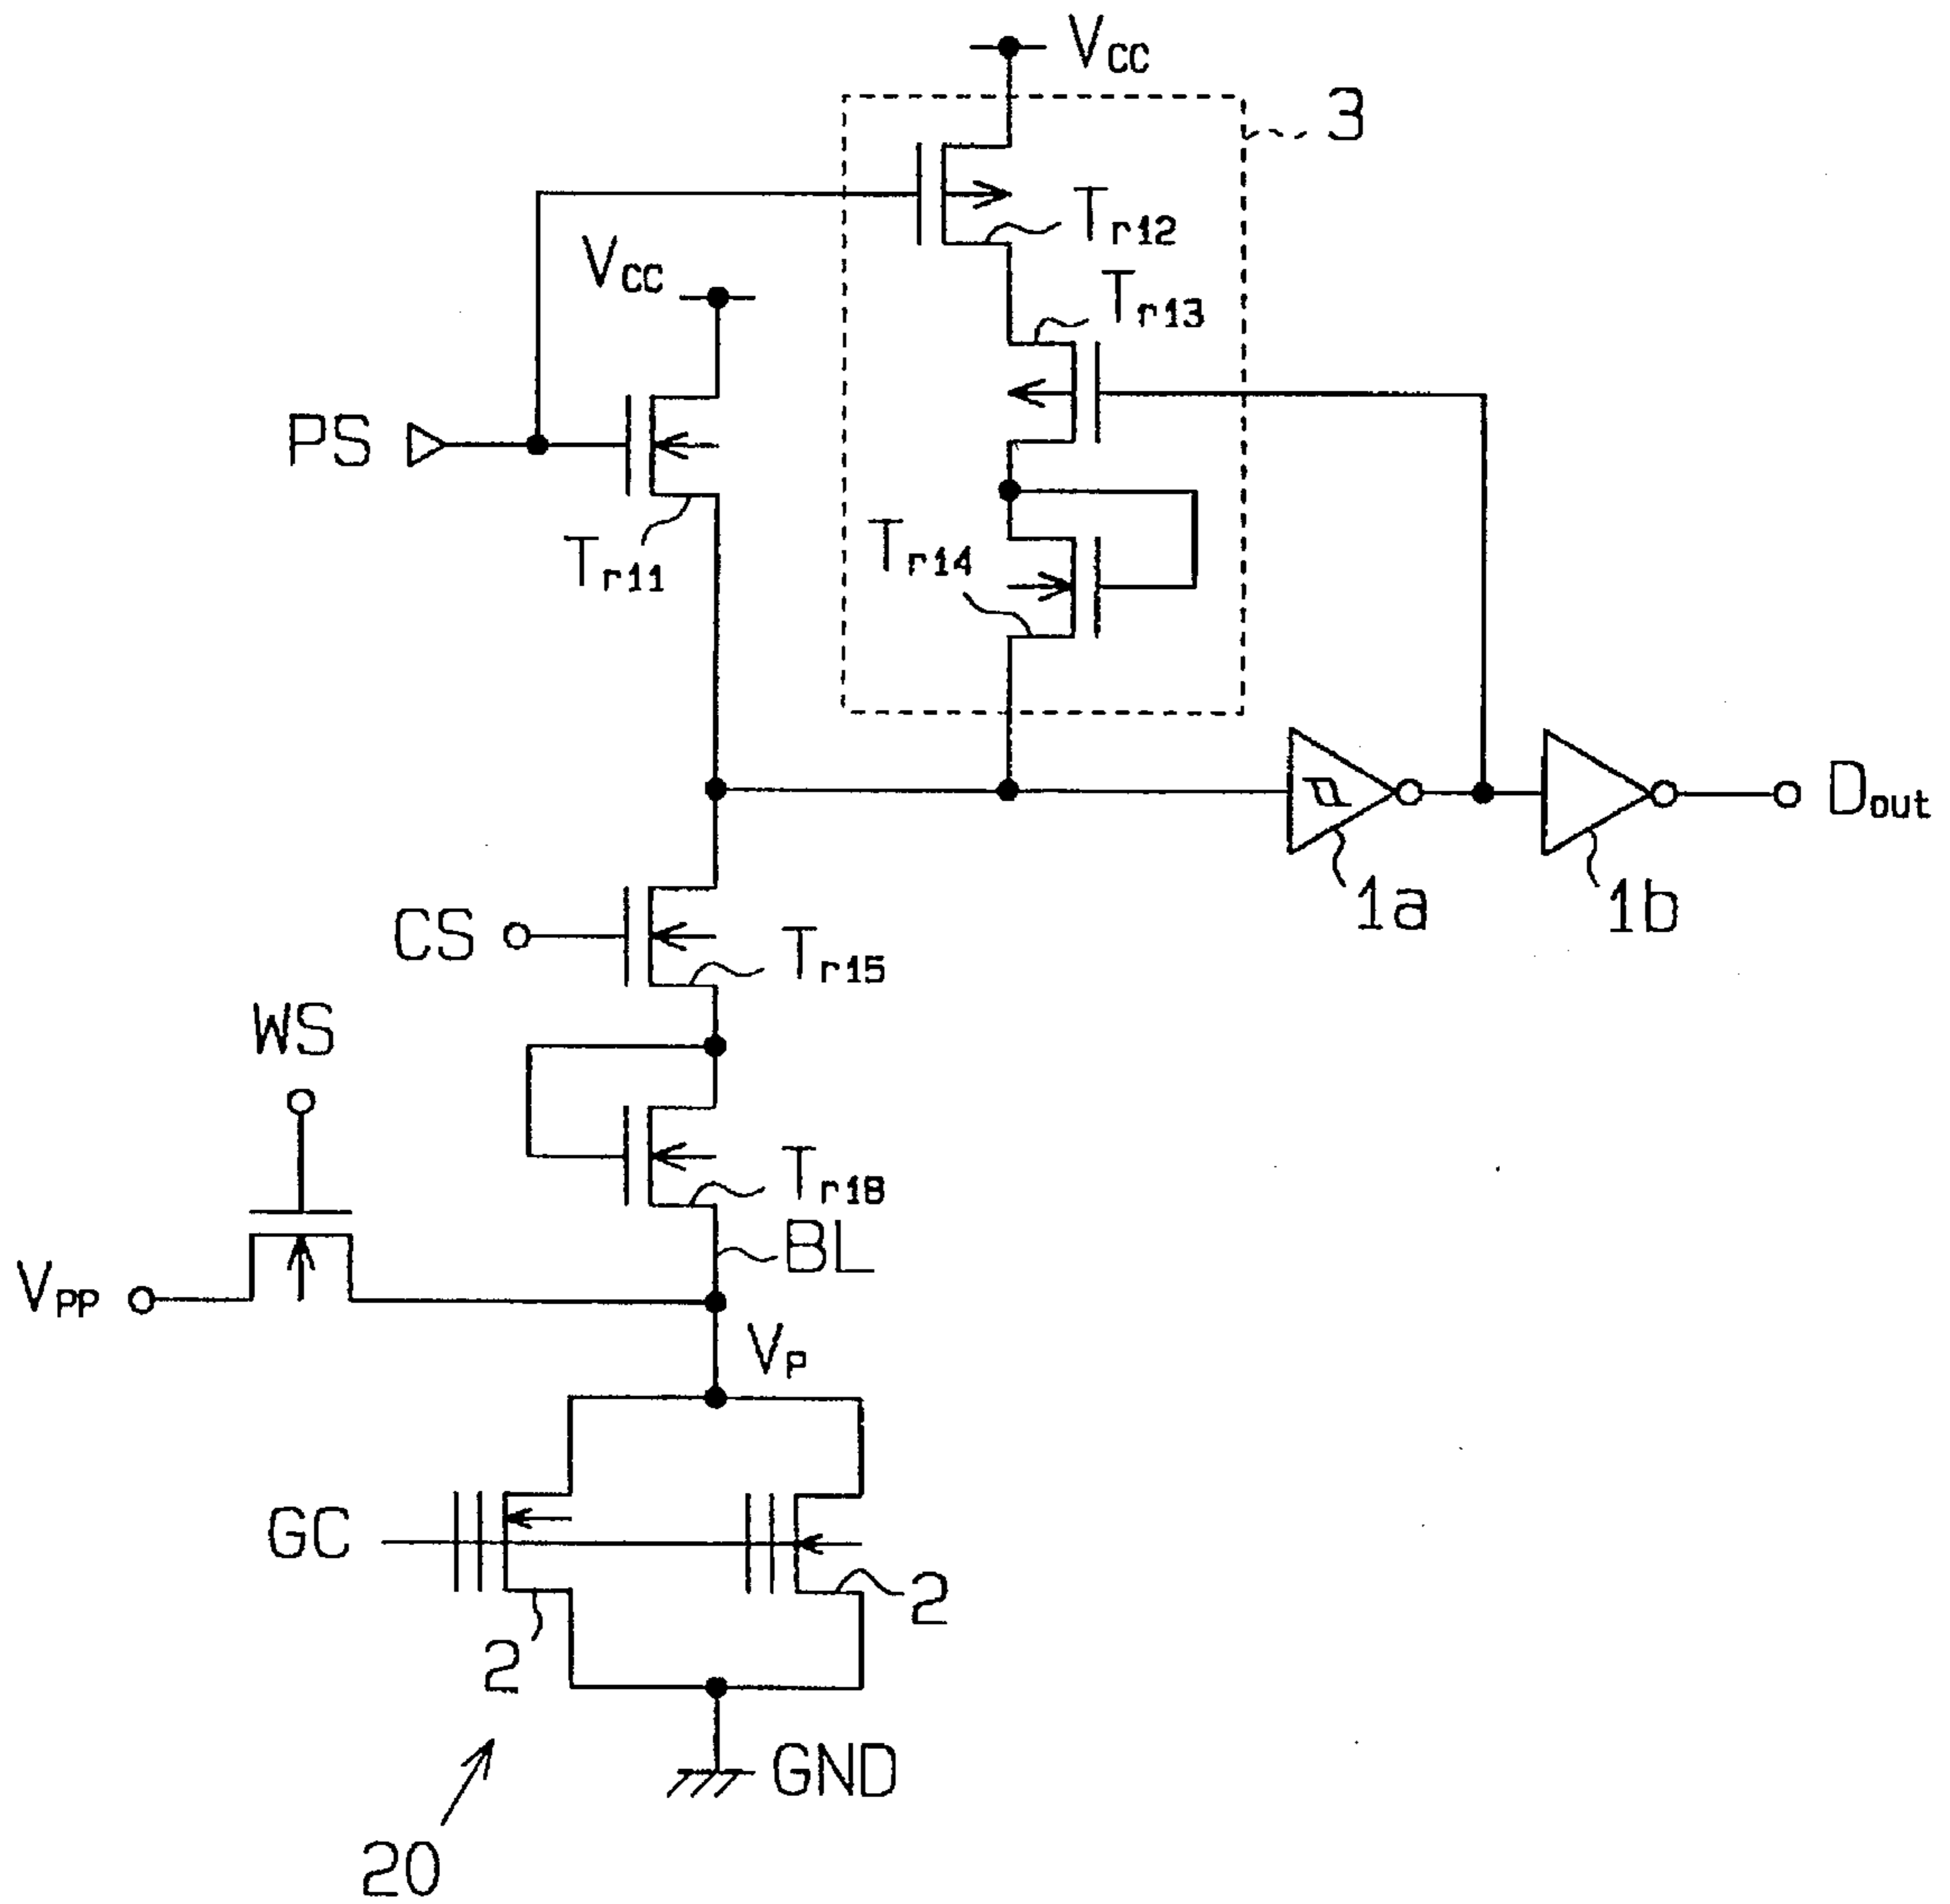 VCC
3
Tr12
VCC
Tr13
PS
Tr11
Tr14
Dout
1a
1b
CS
Tr15
WS
Tr18
BL
VPP
VP
GC
2
2
GND
20